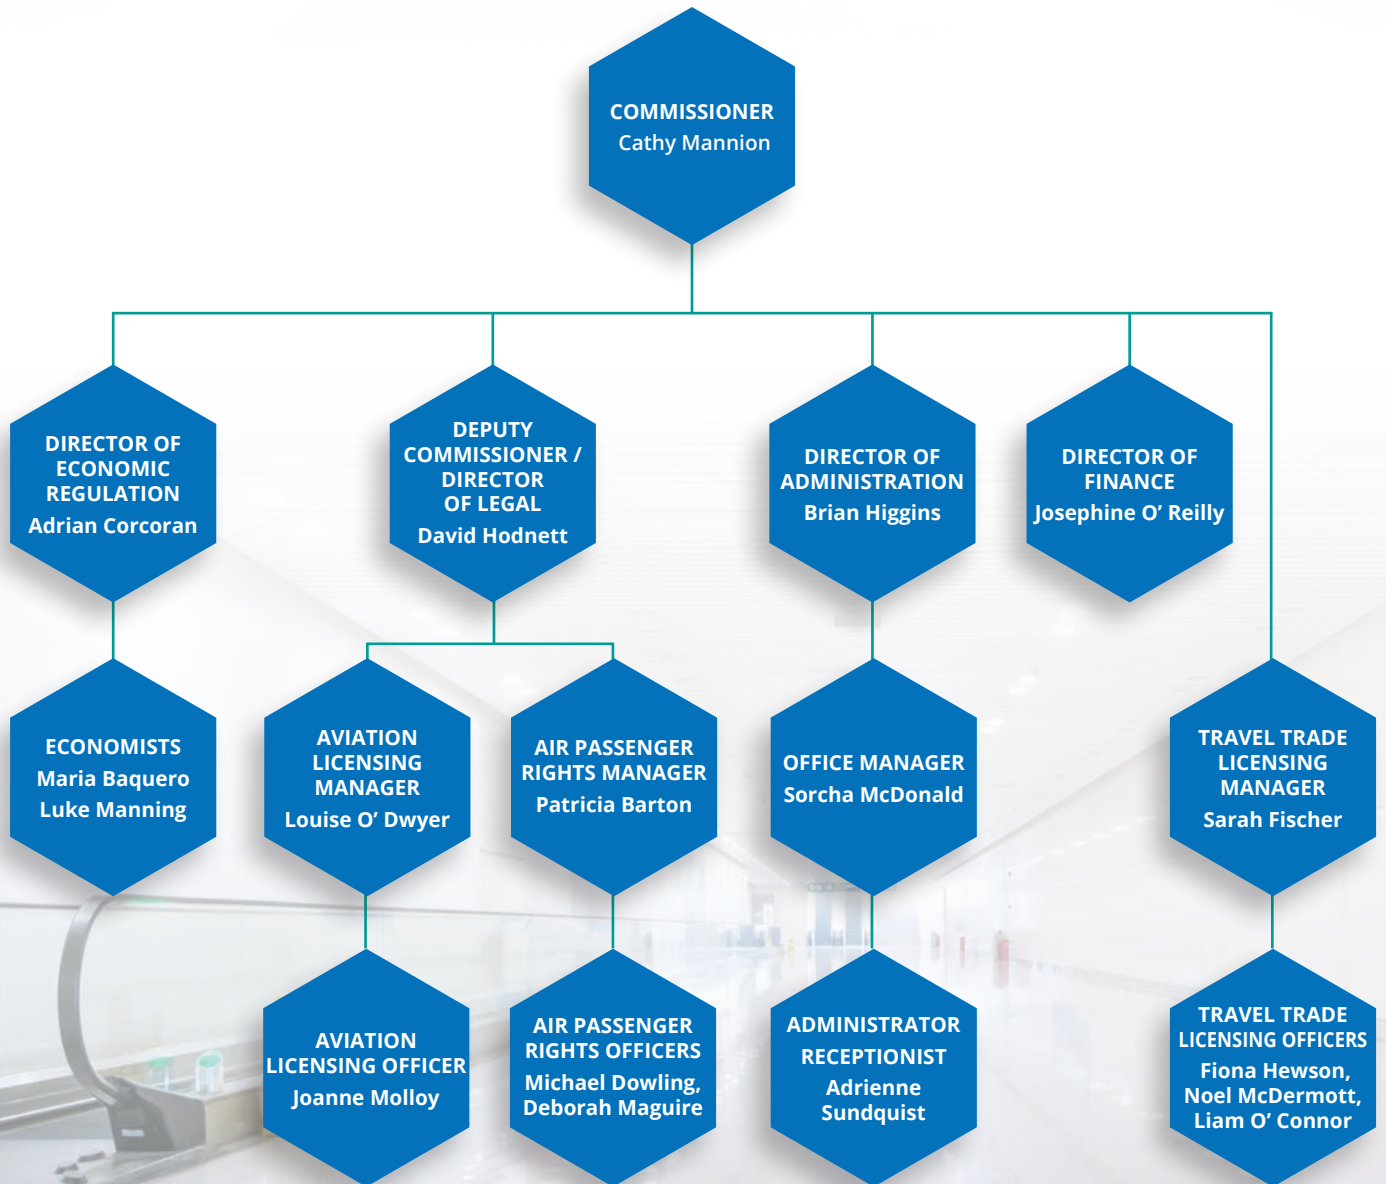 COMMISSIONER
Cathy Mannion
DIRECTOR OF
ECONOMIC
REGULATION
Adrian Corcoran
DEPUTY
COMMISSIONER /
DIRECTOR
OF LEGAL
David Hodnett
DIRECTOR OF
ADMINISTRATION
Brian Higgins
DIRECTOR OF
FINANCE
Josephine O’ Reilly
ECONOMISTS
Maria Baquero
Luke Manning
AVIATION
LICENSING
MANAGER
Louise O’ Dwyer
AIR PASSENGER
RIGHTS MANAGER
Patricia Barton
OFFICE MANAGER
Sorcha McDonald
TRAVEL TRADE
LICENSING
MANAGER
Sarah Fischer
AVIATION
LICENSING OFFICER
Joanne Molloy
AIR PASSENGER
RIGHTS OFFICERS
Michael Dowling,
Deborah Maguire
ADMINISTRATOR
RECEPTIONIST
Adrienne
Sundquist
TRAVEL TRADE
LICENSING OFFICERS
Fiona Hewson,
Noel McDermott,
Liam O’ Connor